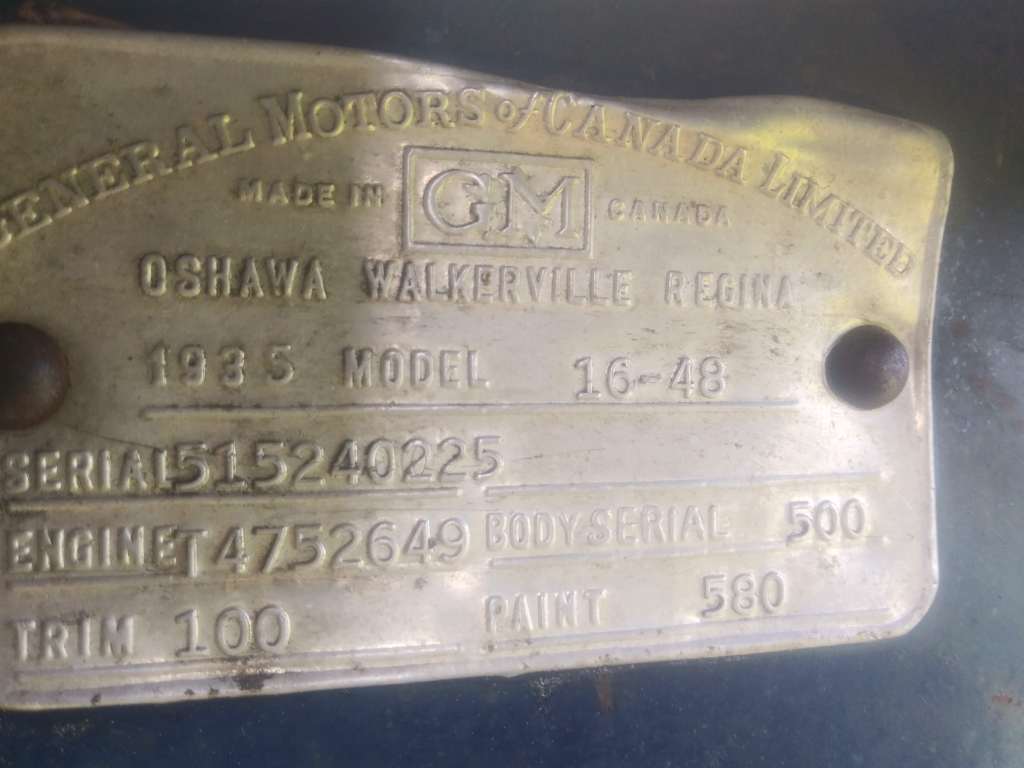 GENERAL MOTORS of CANADA LIMITED
MADE IN GM CANADA
OSHAWA WALKERVILLE REGINA
1935 MODEL 16-48
SERIAL 515240225
ENGINE T4752649 BODY-SERIAL 500
TRIM 100 PAINT 580